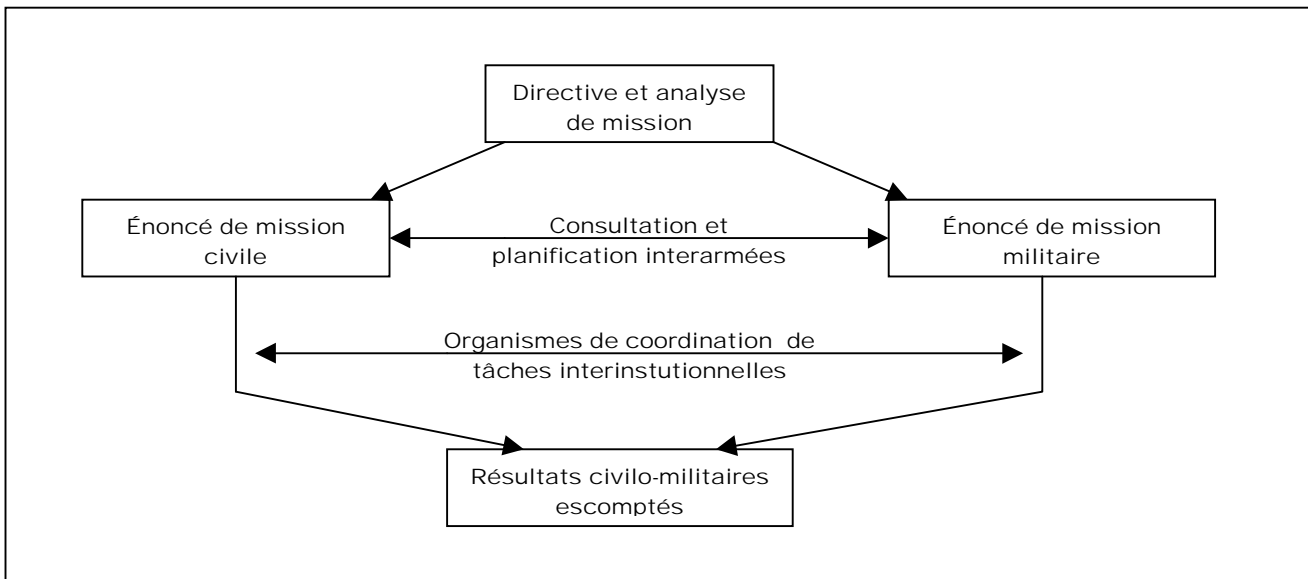 Directive et analyse
de mission
Énoncé de mission
civile
Consultation et
planification interarmées
Énoncé de mission
militaire
Organismes de coordination de
tâches interinstutionnelles
Résultats civilo-militaires
escomptés